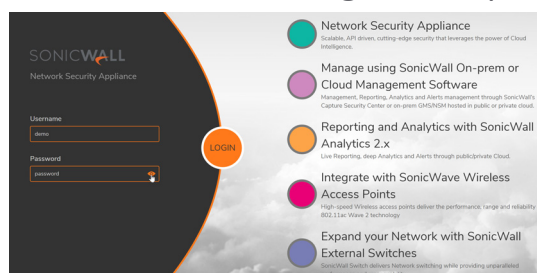 SONICWALL
Network Security Appliance
Username
demo
Password
password
LOGIN
Network Security Appliance
Scalable, API driven, cutting-edge security that leverages the power of Cloud
Intelligence.
Manage using SonicWall On-prem or
Cloud Management Software
Management, Reporting, Analytics and Alerts management through SonicWall's
Capture Security Center or on-prem GMS/NSM hosted in public or private cloud.
Reporting and Analytics with SonicWall
Analytics 2.x
Live Reporting, deep Analytics and Alerts through public/private Cloud.
Integrate with SonicWave Wireless
Access Points
High-speed Wireless access points deliver the performance, range and reliability
802.11ac Wave 2 technology
Expand your Network with SonicWall
External Switches
SonicWall Switch delivers Network switching while providing unparalleled